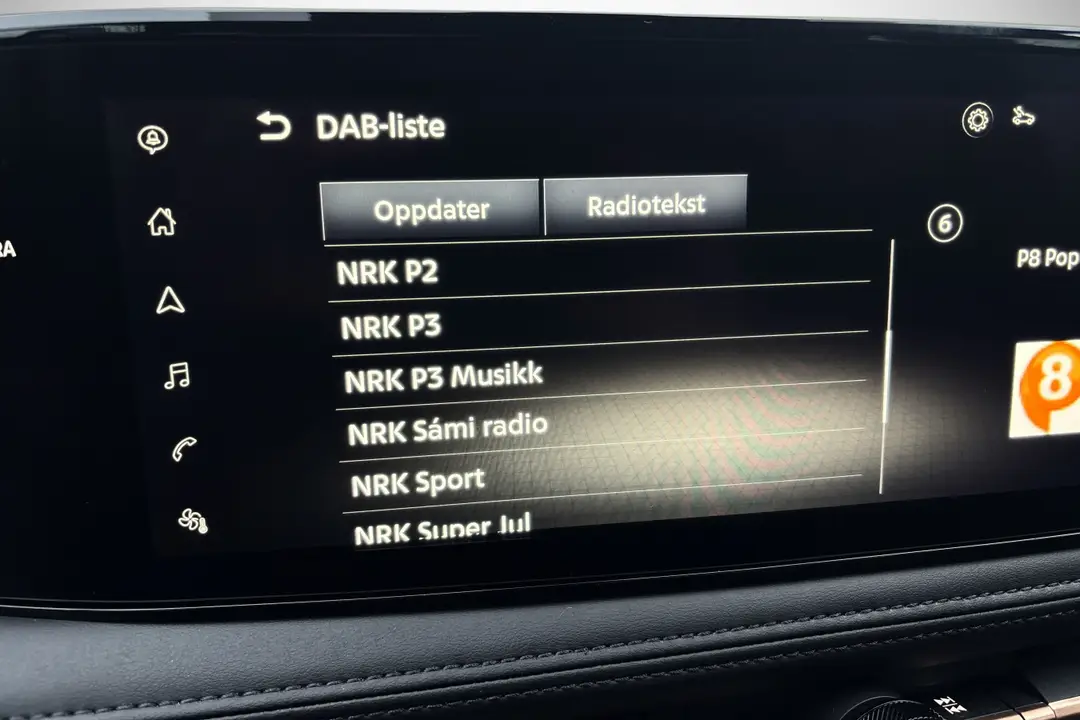 DAB-liste
Oppdater
Radiotekst
NRK P2
NRK P3
NRK P3 Musikk
NRK Sámi radio
NRK Sport
NRK Super Jul
RA
6
P8 Pop
8